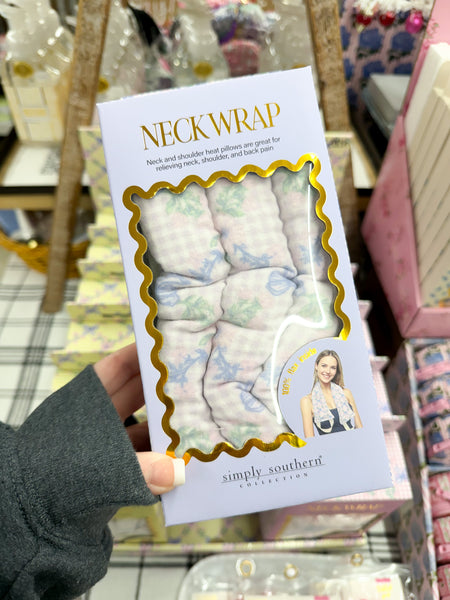 NECK WRAP
Neck and shoulder heat pillows are great for
relieving neck, shoulder, and back pain
simply southern®
COLLECTION